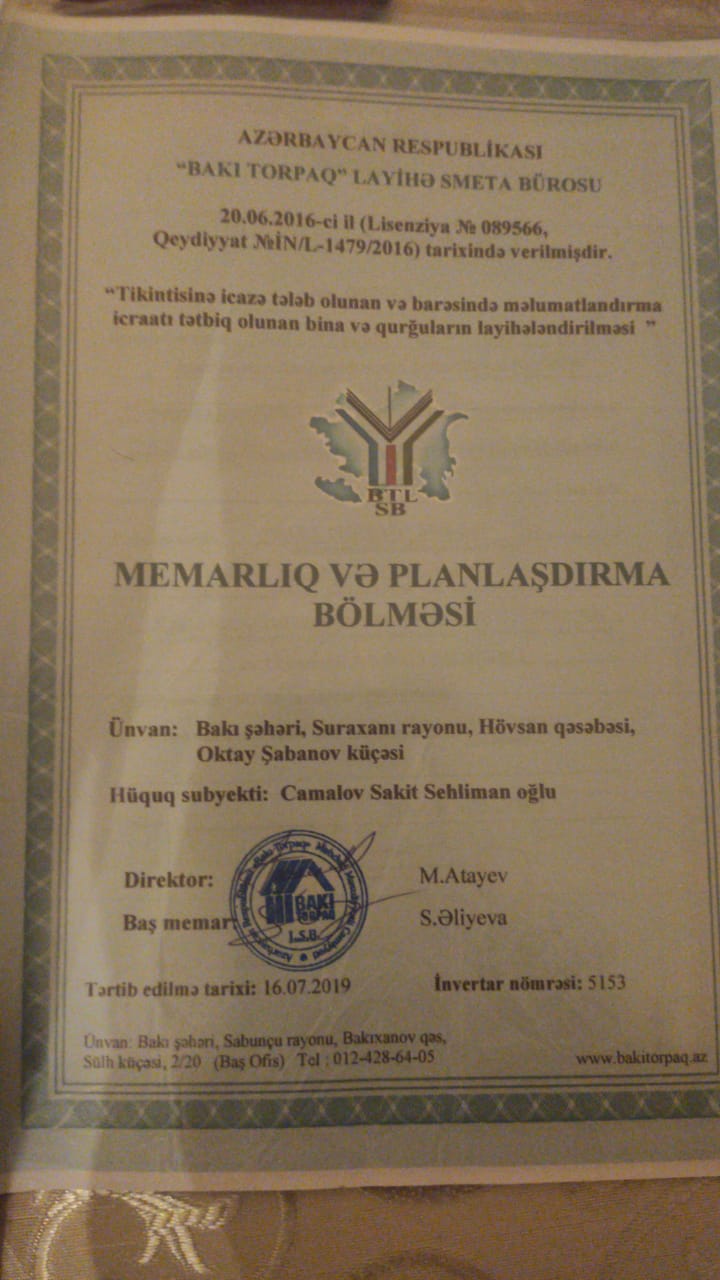 AZƏRBAYCAN RESPUBLİKASI
“BAKI TORPAQ” LAYİHƏ SMETA BÜROSU
20.06.2016-ci il (Lisenziya № 089566,
Qeydiyyat №İN/L-1479/2016) tarixində verilmişdir.
“Tikintisinə icazə tələb olunan və barəsində məlumatlandırma
icraatı tətbiq olunan bina və qurğuların layihələndirilməsi ”
BTL
SB
MEMARLIQ VƏ PLANLAŞDIRMA
BÖLMƏSİ
Ünvan: Bakı şəhəri, Suraxanı rayonu, Hövsan qəsəbəsi,
Oktay Şabanov küçəsi
Hüquq subyekti: Camalov Sakit Sehliman oğlu
Direktor: M.Atayev
Baş memar S.Əliyeva
BAKI
TORPAQ
L.S.B.
Tərtib edilmə tarixi: 16.07.2019 İnvertar nömrəsi: 5153
Ünvan: Bakı şəhəri, Sabunçu rayonu, Bakıxanov qəs,
Sülh küçəsi, 2/20 (Baş Ofis) Tel : 012-428-64-05 www.bakitorpaq.az